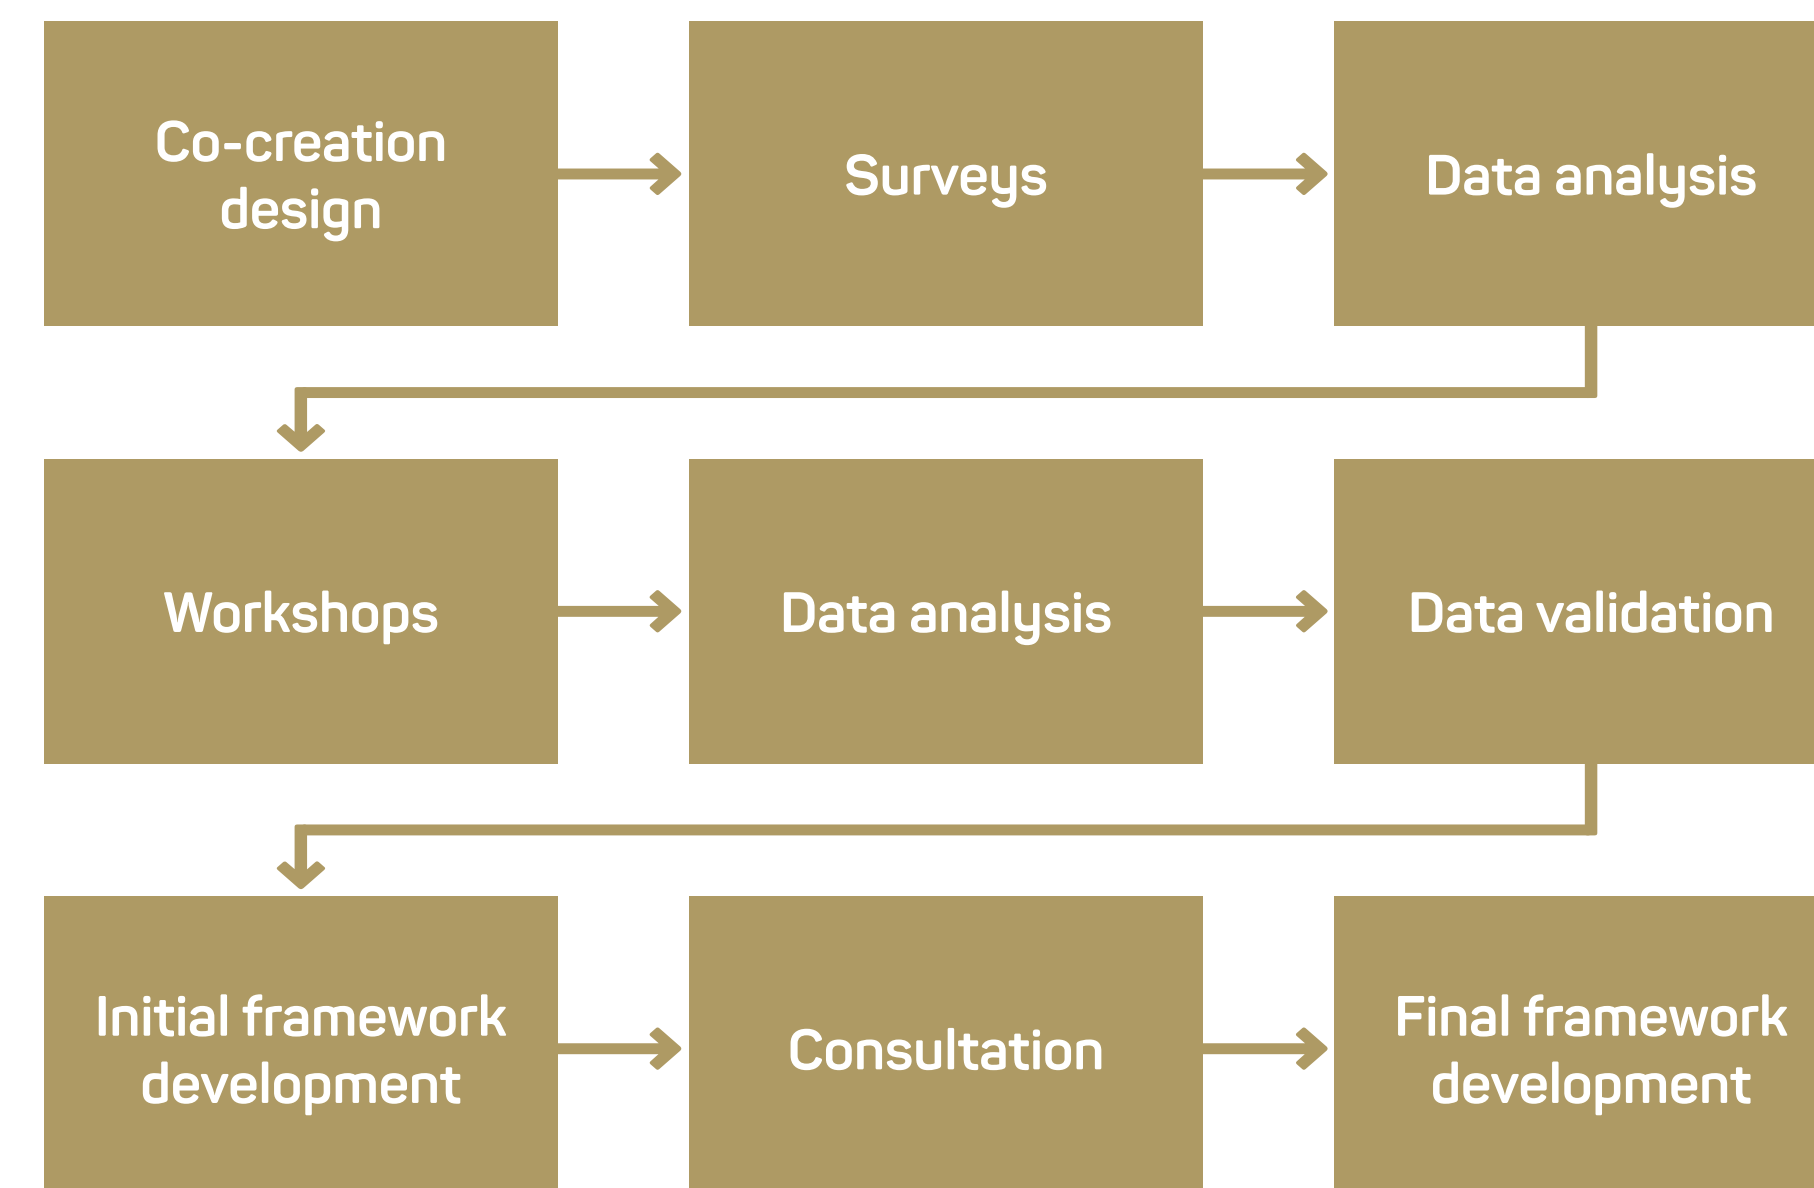 Co-creation
design
Surveys
Data analysis
Workshops
Data analysis
Data validation
Initial framework
development
Consultation
Final framework
development